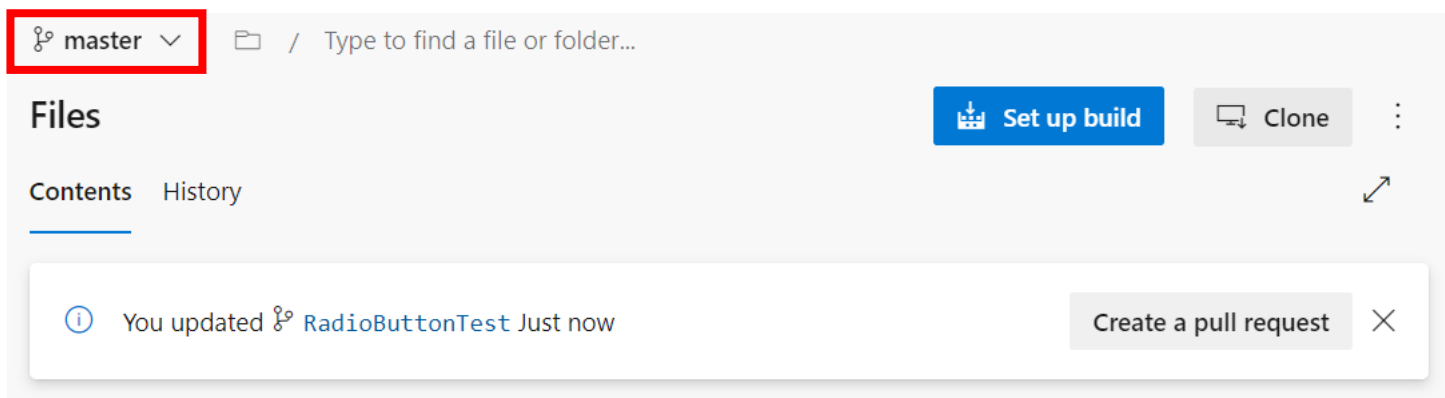 master / Type to find a file or folder...
Files Set up build Clone
Contents History
You updated RadioButtonTest Just now Create a pull request